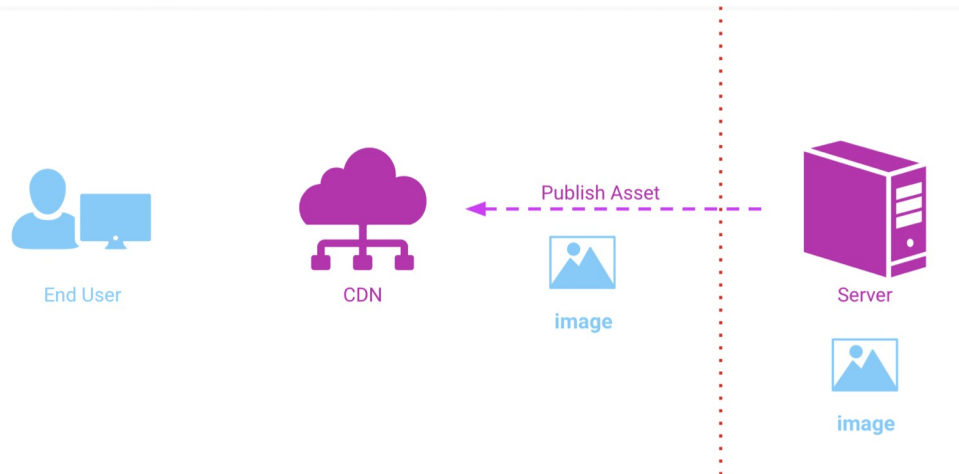 Publish Asset
End User
CDN
Server
image
image